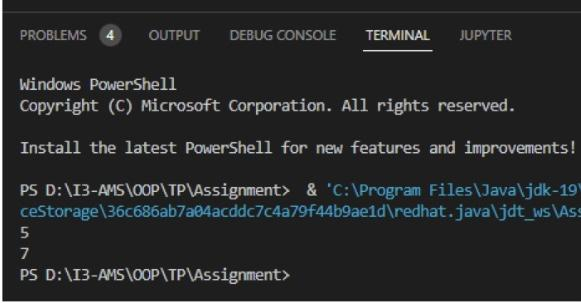 PROBLEMS 4 OUTPUT DEBUG CONSOLE TERMINAL JUPYTER
Windows PowerShell
Copyright (C) Microsoft Corporation. All rights reserved.
Install the latest PowerShell for new features and improvements!
PS D:\I3-AMS\OOP\TP\Assignment> & 'C:\Program Files\Java\jdk-19\
ceStorage\36c686ab7a04acddc7c4a79f44b9ae1d\redhat.java\jdt_ws\Ass
5
7
PS D:\I3-AMS\OOP\TP\Assignment>